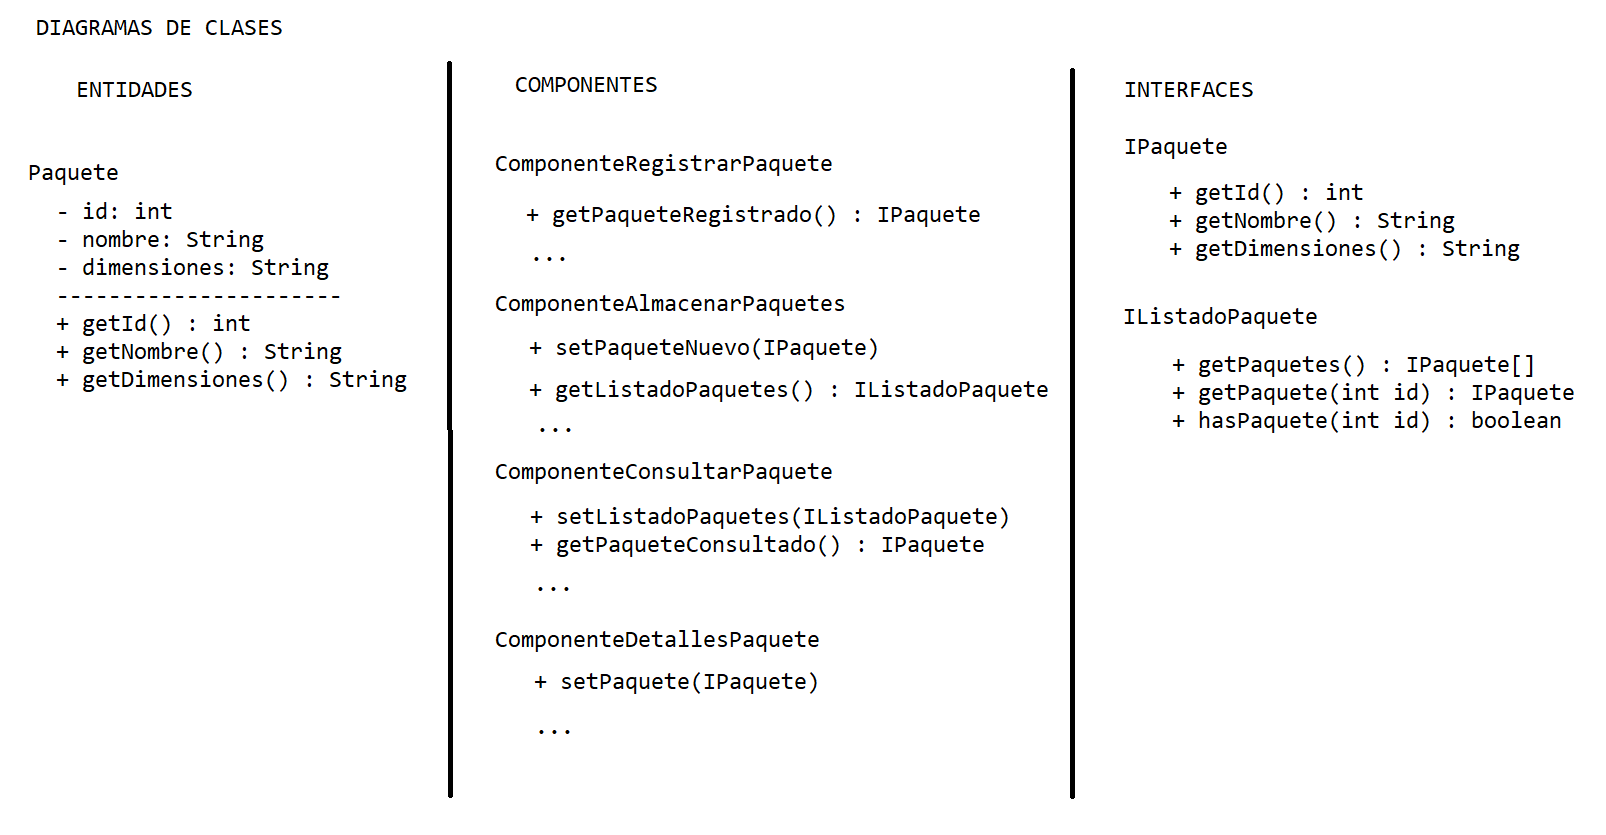 DIAGRAMAS DE CLASES
ENTIDADES
Paquete
- id: int
- nombre: String
- dimensiones: String
----------------------
+ getId() : int
+ getNombre() : String
+ getDimensiones() : String
COMPONENTES
ComponenteRegistrarPaquete
+ getPaqueteRegistrado() : IPaquete
...
ComponenteAlmacenarPaquetes
+ setPaqueteNuevo(IPaquete)
+ getListadoPaquetes() : IListadoPaquete
...
ComponenteConsultarPaquete
+ setListadoPaquetes(IListadoPaquete)
+ getPaqueteConsultado() : IPaquete
...
ComponenteDetallesPaquete
+ setPaquete(IPaquete)
...
INTERFACES
IPaquete
+ getId() : int
+ getNombre() : String
+ getDimensiones() : String
IListadoPaquete
+ getPaquetes() : IPaquete[]
+ getPaquete(int id) : IPaquete
+ hasPaquete(int id) : boolean